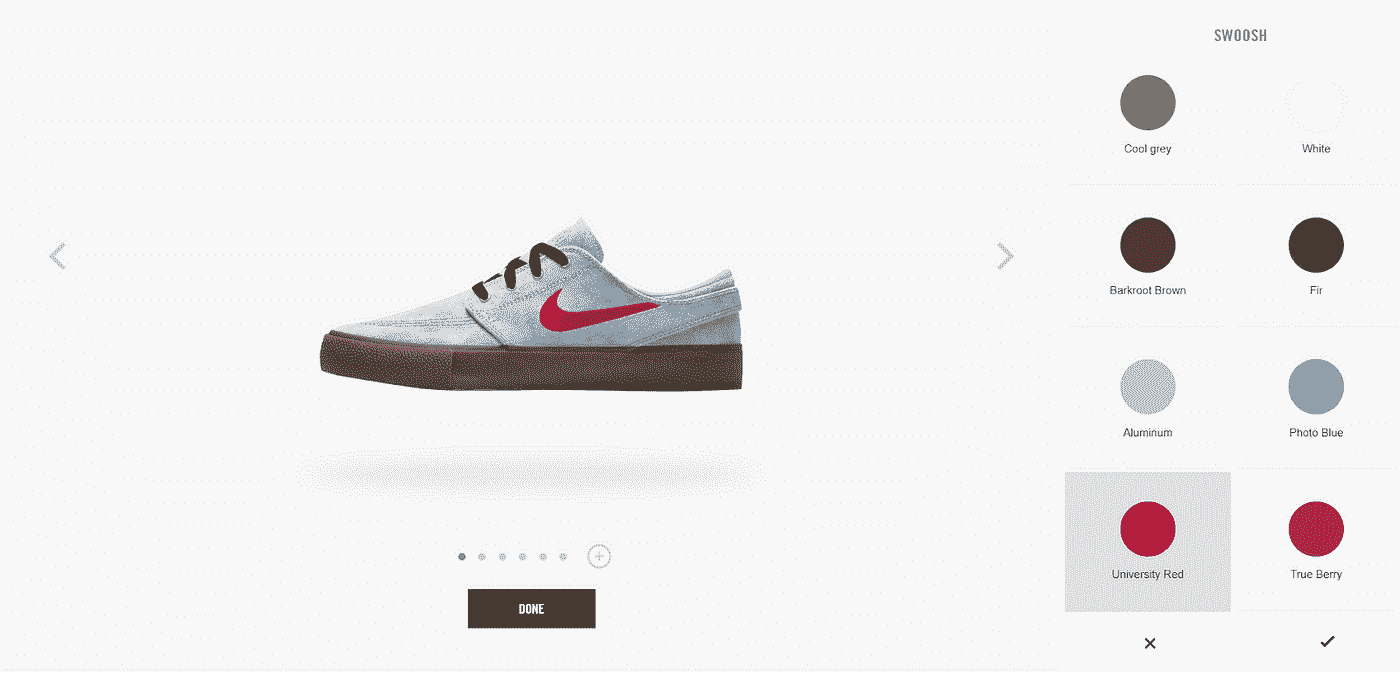 SWOOSH
Cool grey
White
Barkroot Brown
Fir
Aluminum
Photo Blue
University Red
True Berry
DONE